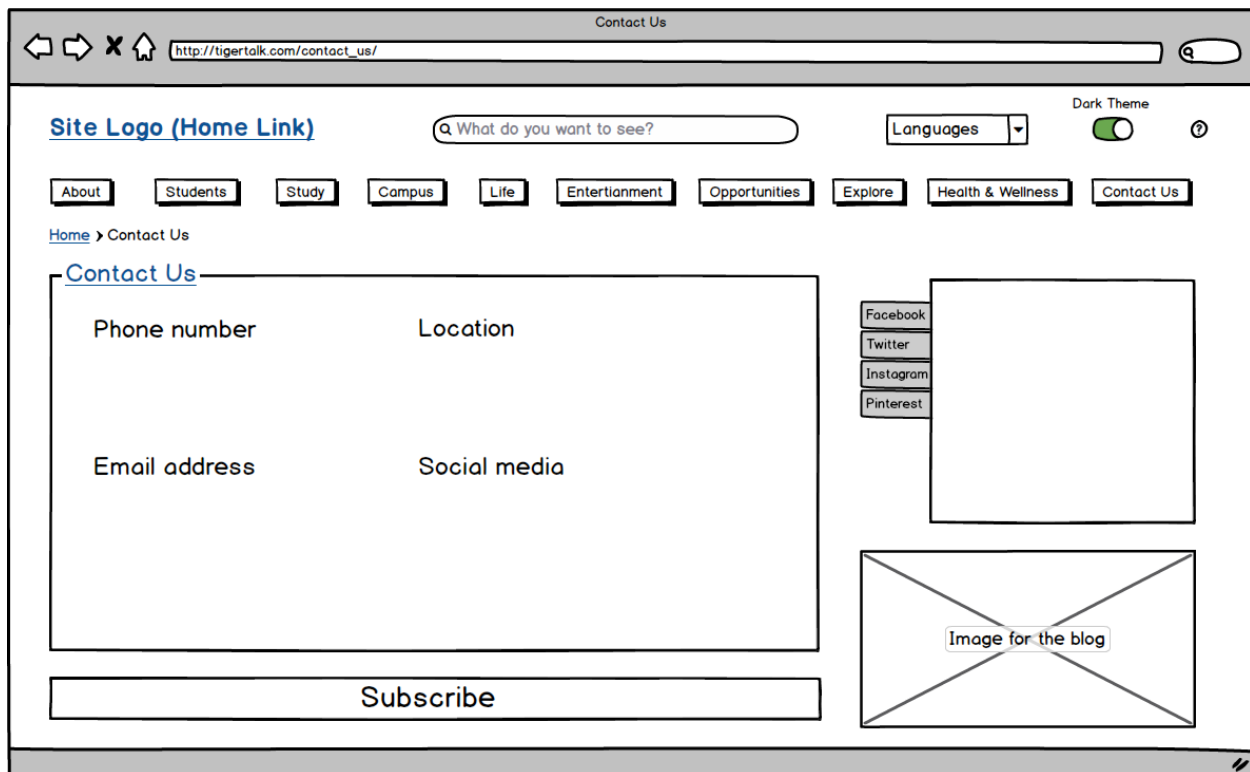 Contact Us
http://tigertalk.com/contact_us/
Site Logo (Home Link)
What do you want to see?
Languages
Dark Theme
?
About Students Study Campus Life Entertianment Opportunities Explore Health & Wellness Contact Us
Home › Contact Us
Contact Us
Phone number
Location
Email address
Social media
Subscribe
Facebook
Twitter
Instagram
Pinterest
Image for the blog